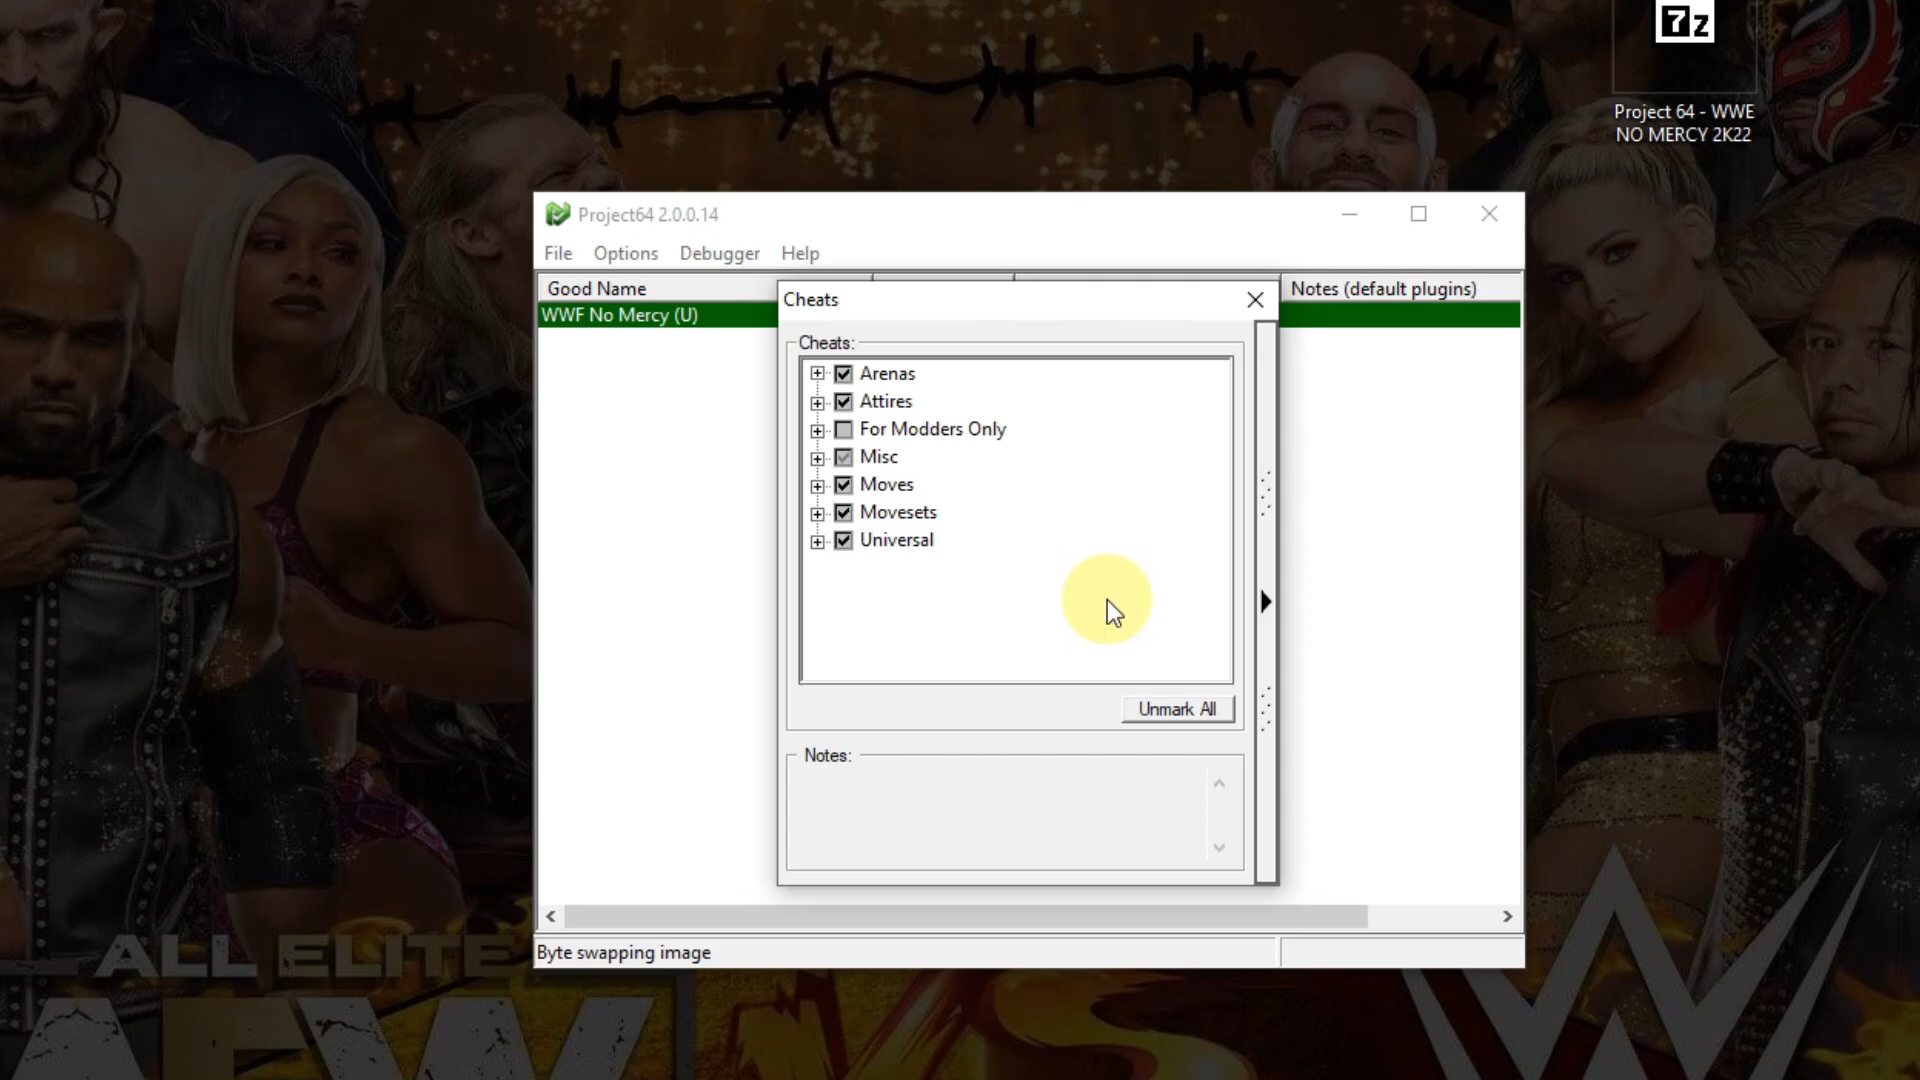 7z
Project 64 - WWE
NO MERCY 2K22
Project64 2.0.0.14
File Options Debugger Help
Good Name
Notes (default plugins)
WWF No Mercy (U)
Cheats
Cheats:
Arenas
Attires
For Modders Only
Misc
Moves
Movesets
Universal
Unmark All
Notes:
Byte swapping image
ALL ELITE
AEW
VS
W